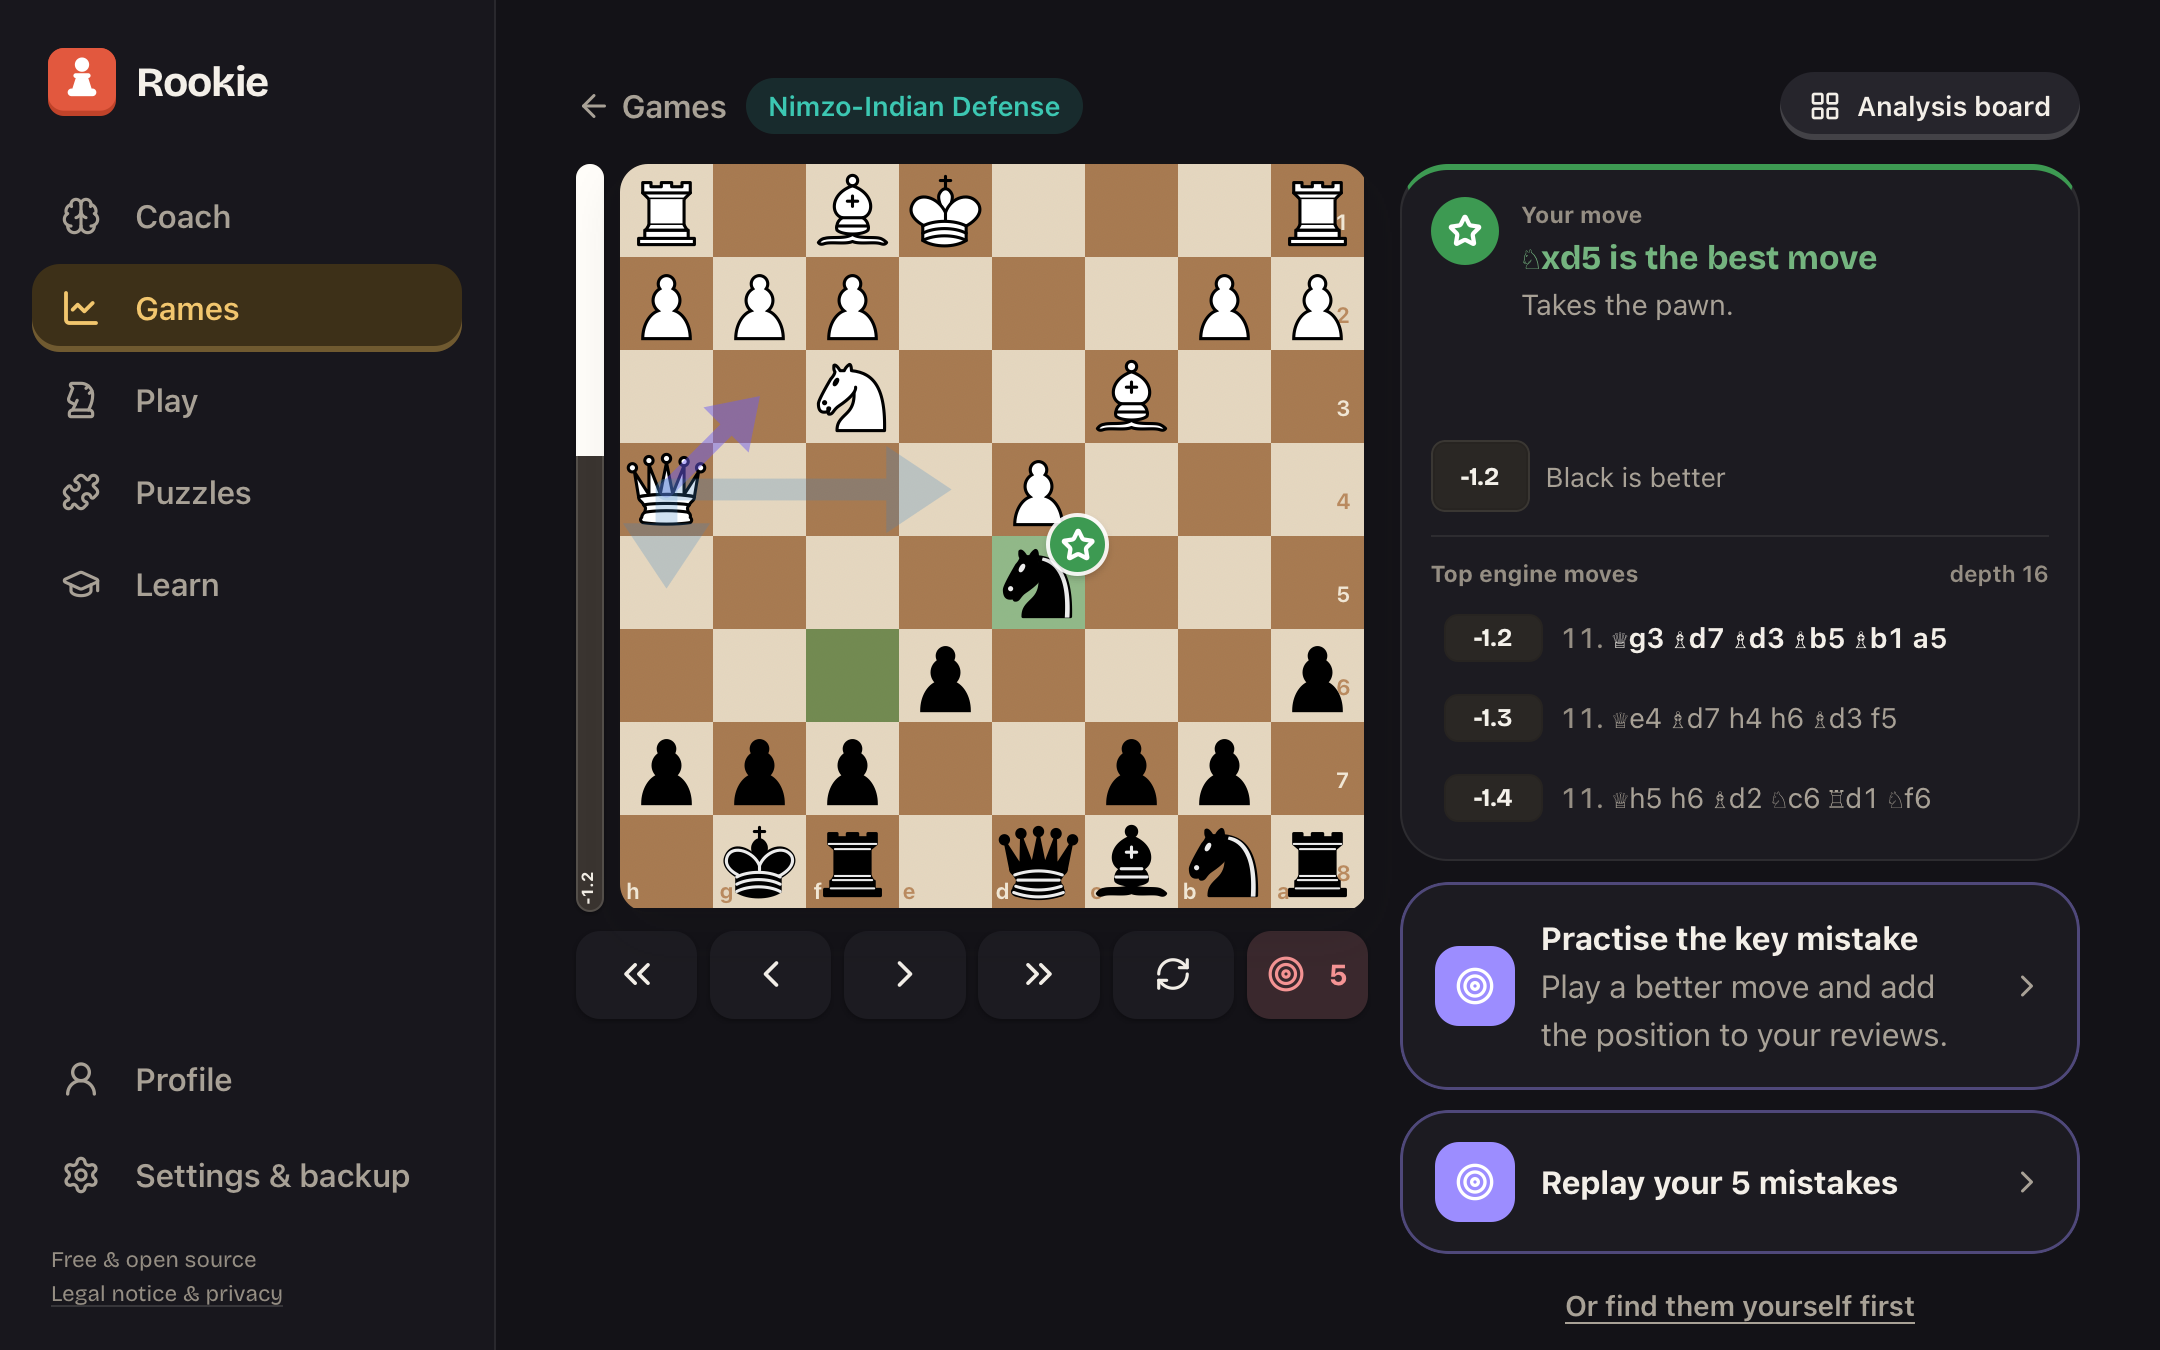 Rookie
Coach
Games
Play
Puzzles
Learn
Profile
Settings & backup
Free & open source
Legal notice & privacy
Games
Nimzo-Indian Defense
Analysis board
1
2
3
4
5
6
7
8
h g f e d c b a
-1.2
5
Your move
♘xd5 is the best move
Takes the pawn.
-1.2 Black is better
Top engine moves depth 16
-1.2 11. ♕g3 ♗d7 ♗d3 ♗b5 ♗b1 a5
-1.3 11. ♕e4 ♗d7 h4 h6 ♗d3 f5
-1.4 11. ♕h5 h6 ♗d2 ♘c6 ♖d1 ♘f6
Practise the key mistake
Play a better move and add
the position to your reviews.
Replay your 5 mistakes
Or find them yourself first